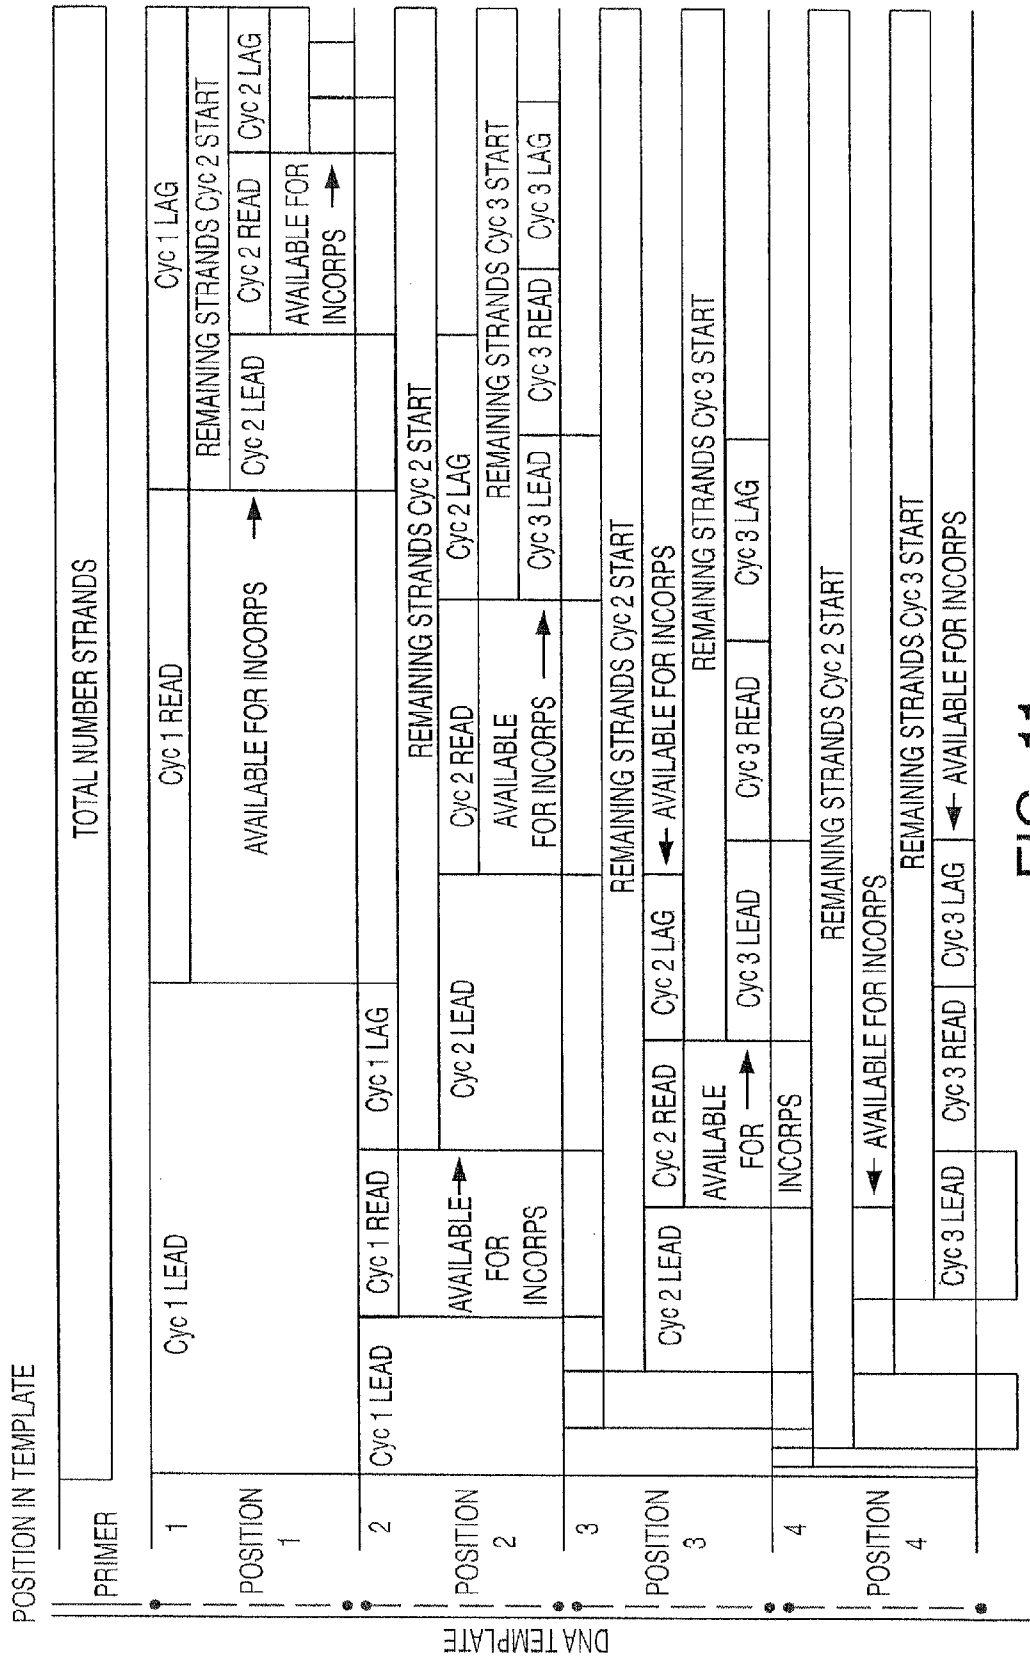 POSITION IN TEMPLATE
PRIMER
TOTAL NUMBER STRANDS
DNA TEMPLATE
1
POSITION
1
Cyc 1 LEAD
Cyc 1 READ
Cyc 1 LAG
AVAILABLE FOR INCORPS
REMAINING STRANDS Cyc 2 START
Cyc 2 LEAD
Cyc 2 READ
Cyc 2 LAG
AVAILABLE FOR
INCORPS
2
POSITION
2
Cyc 1 LEAD
Cyc 1 READ
Cyc 1 LAG
REMAINING STRANDS Cyc 2 START
AVAILABLE
FOR
INCORPS
Cyc 2 LEAD
Cyc 2 READ
Cyc 2 LAG
AVAILABLE
FOR INCORPS
REMAINING STRANDS Cyc 3 START
Cyc 3 LEAD
Cyc 3 READ
Cyc 3 LAG
3
POSITION
3
REMAINING STRANDS Cyc 2 START
Cyc 2 LEAD
Cyc 2 READ
Cyc 2 LAG
AVAILABLE FOR INCORPS
AVAILABLE
FOR
INCORPS
REMAINING STRANDS Cyc 3 START
Cyc 3 LEAD
Cyc 3 READ
Cyc 3 LAG
4
POSITION
4
REMAINING STRANDS Cyc 2 START
AVAILABLE FOR INCORPS
REMAINING STRANDS Cyc 3 START
Cyc 3 LEAD
Cyc 3 READ
Cyc 3 LAG
AVAILABLE FOR INCORPS